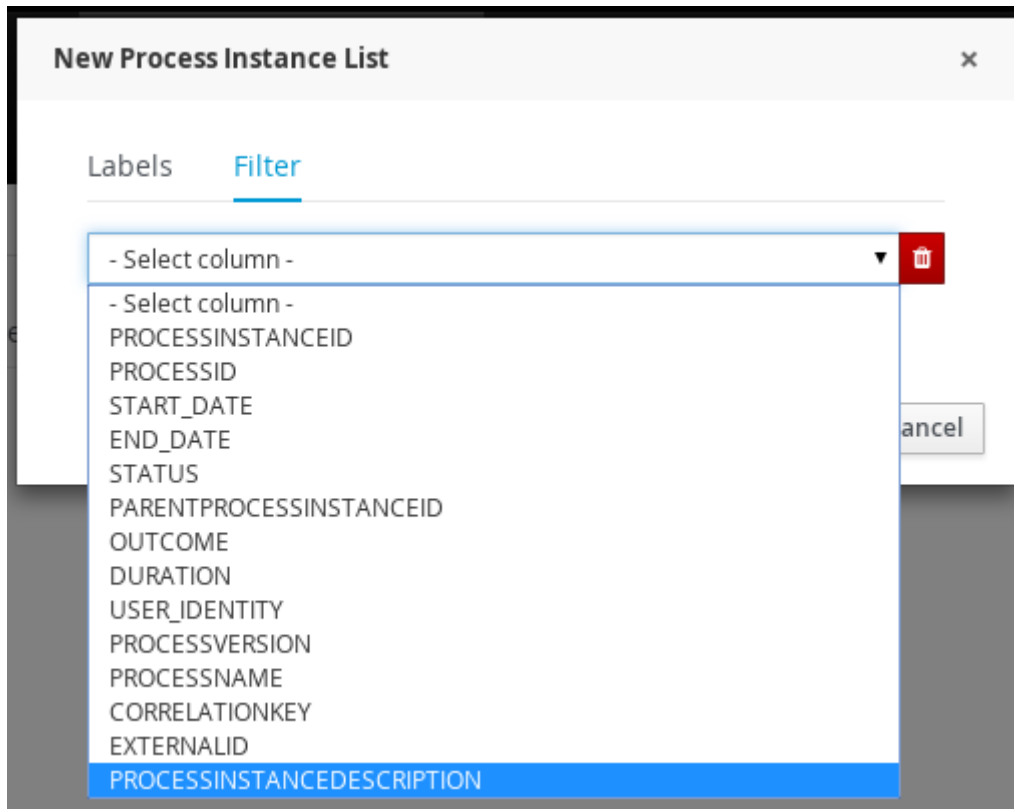 New Process Instance List ×
Labels Filter
- Select column - ▼
- Select column -
PROCESSINSTANCEID
PROCESSID
START_DATE
END_DATE
STATUS
ancel
PARENTPROCESSINSTANCEID
OUTCOME
DURATION
USER_IDENTITY
PROCESSVERSION
PROCESSNAME
CORRELATIONKEY
EXTERNALID
PROCESSINSTANCEDESCRIPTION